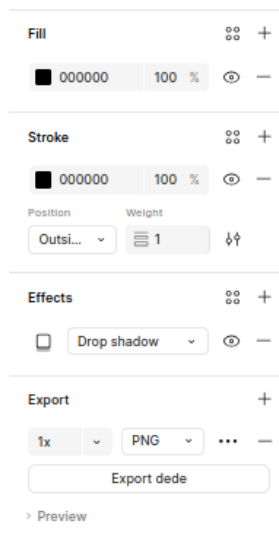 Fill
000000 100 %
Stroke
000000 100 %
Position Weight
Outsi... 1
Effects
Drop shadow
Export
1x PNG
Export dede
Preview